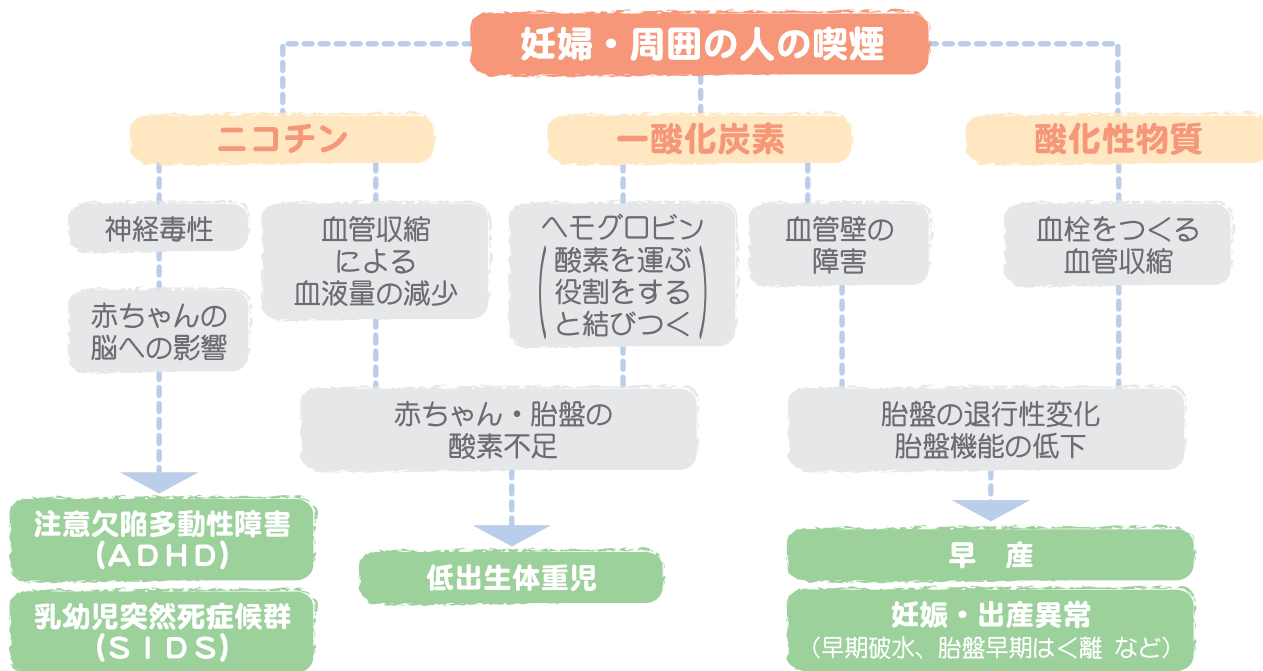 妊婦・周囲の人の喫煙
ニコチン
一酸化炭素
酸化性物質
神経毒性
血管収縮
による
血液量の減少
ヘモグロビン
(酸素を運ぶ
役割をする
と結びつく)
血管壁の
障害
血栓をつくる
血管収縮
赤ちゃんの
脳への影響
赤ちゃん・胎盤の
酸素不足
胎盤の退行性変化
胎盤機能の低下
注意欠陥多動性障害
(ADHD)
乳幼児突然死症候群
(SIDS)
低出生体重児
早 産
妊娠・出産異常
(早期破水、胎盤早期はく離 など)